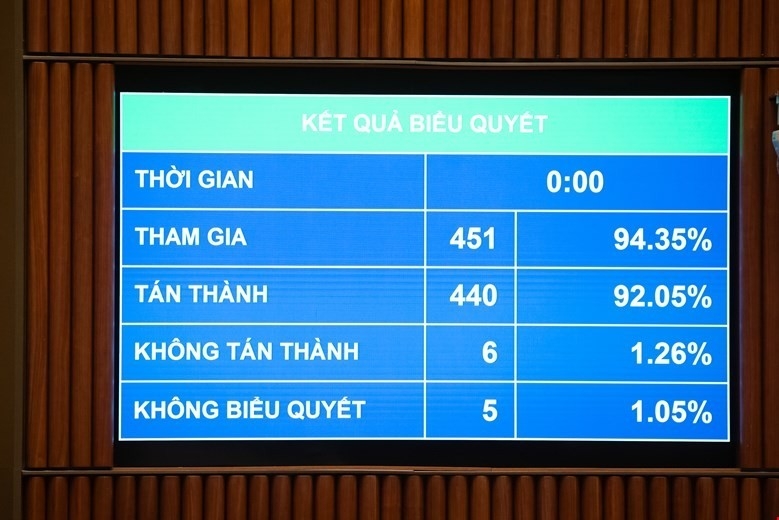 KẾT QUẢ BIỂU QUYẾT
THỜI GIAN 0:00
THAM GIA 451 94.35%
TÁN THÀNH 440 92.05%
KHÔNG TÁN THÀNH 6 1.26%
KHÔNG BIỂU QUYẾT 5 1.05%